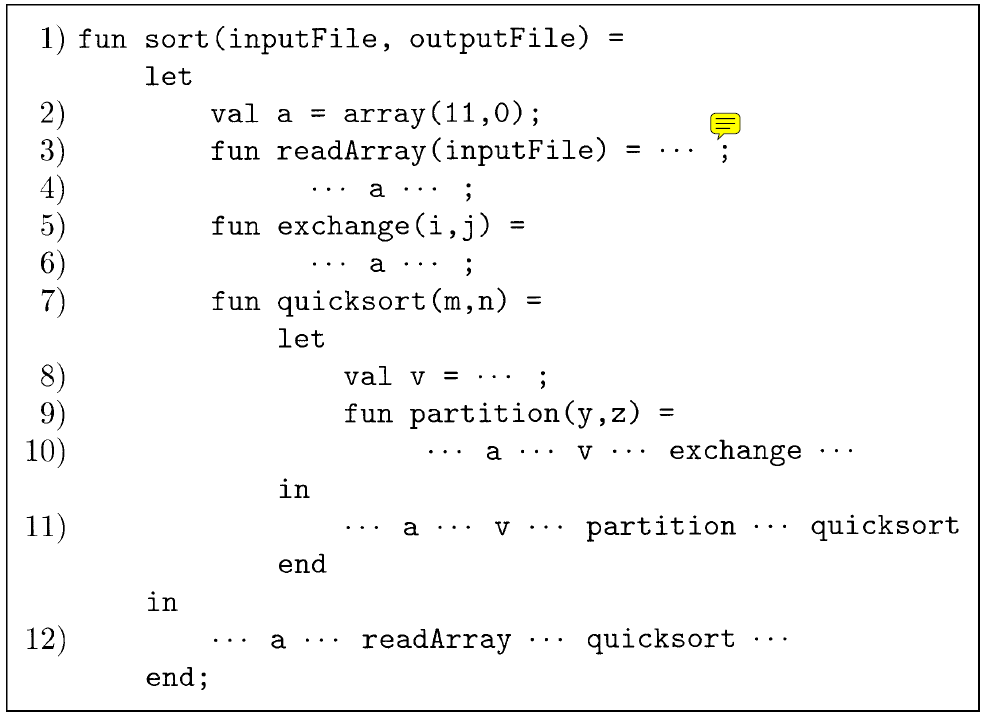 1) fun sort(inputFile, outputFile) =
let
2) val a = array(11,0);
3) fun readArray(inputFile) = ··· ;
4) ··· a ··· ;
5) fun exchange(i,j) =
6) ··· a ··· ;
7) fun quicksort(m,n) =
let
8) val v = ··· ;
9) fun partition(y,z) =
10) ··· a ··· v ··· exchange ···
in
11) ··· a ··· v ··· partition ··· quicksort
end
in
12) ··· a ··· readArray ··· quicksort ···
end;